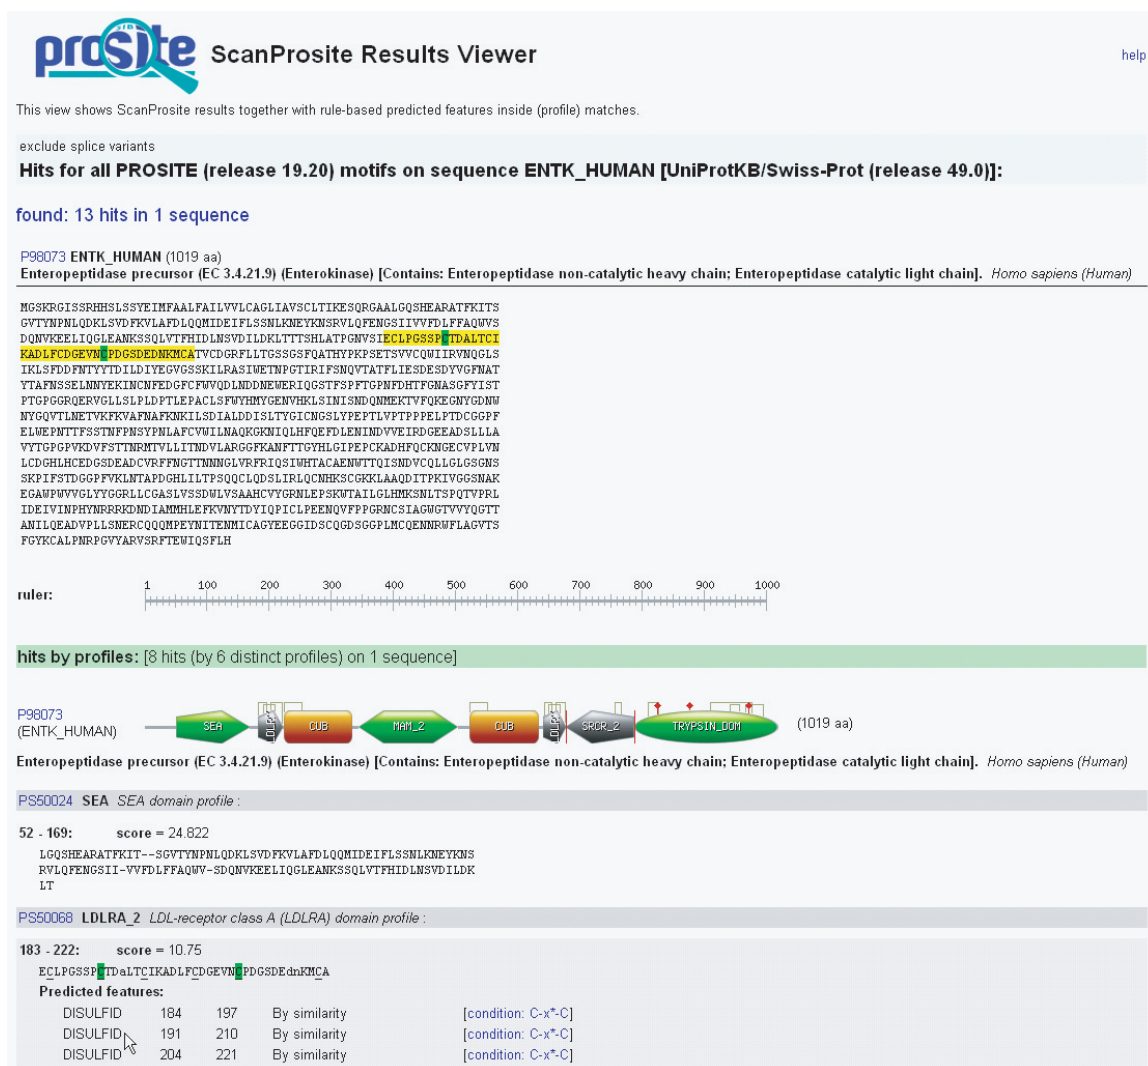 prosite
ScanProsite Results Viewer
help
This view shows ScanProsite results together with rule-based predicted features inside (profile) matches.
exclude splice variants
Hits for all PROSITE (release 19.20) motifs on sequence ENTK_HUMAN [UniProtKB/Swiss-Prot (release 49.0)]:
found: 13 hits in 1 sequence
P98073 ENTK_HUMAN (1019 aa)
Enteropeptidase precursor (EC 3.4.21.9) (Enterokinase) [Contains: Enteropeptidase non-catalytic heavy chain; Enteropeptidase catalytic light chain]. Homo sapiens (Human)
MGSKRGISSRHHSLSSYEIMFAALFAILVVLCAGLIAVSCLTIKESQRGAALGQSHEARATFKITS
GVTYNPNLQDKLSVDFKVLAFDLQQMIDEIFLSSNLKNEYKNSRVLQFENGSIIVVFDLFFAQWVS
DQNVKEELIQGLEANKSSQLVTFHIDLNSVDILDKLTTTSHLATPGNVSIECLPGSSPCTDALTCI
KADLFCDGEVNCPDGSDEDNKMCATVCDGRFLLTGSSGSFQATHYPKPSETSVVCQWIIRVNQGLS
IKLSFDDFNTYYTDILDIYEGVGSSKILRASIWETNPGTIRIFSNQVTATFLIESDESDYVGFNAT
YTAFNSSELNNYEKINCNFEDGFCFWVQDLNDDNEWERIQGSTFSPFTGPNFDHTFGNASGFYIST
PTGPGGRQERVGLLSLPLDPTLEPACLSFWYHMYGENVHKLSINISNDQNMEKTVFQKEGNYGDNW
NYGQVTLNETVKFKVAFNAFKNKILSDIALDDISLTYGICNGSLYPEPTLVPTPPPELPTDCGGPF
ELWEPNTTFSSTNFPNSYPNLAFCVWILNAQKGKNIQLHFQEFDLENINDVVEIRDGEEADSLLLA
VYTGPGPVKDVFSTTNRMTVLLITNDVLARGGFKANFTTGYHLGIPEPCKADHFQCKNGECVPLVN
LCDGHLHCEDGSDEADCVRFFNGTTNNNGLVRFRIQSIWHTACAENWTTQISNDVCQLLGLGSGNS
SKPIFSTDGGPFVKLNTAPDGHLILTPSQQCLQDSLIRLQCNHKSCGKKLAAQDITPKIVGGSNAK
EGAWPWVVGLYYGGRLLCGASLVSSDWLVSAAHCVYGRNLEPSKWTAILGLHMKSNLTSPQTVPRL
IDEIVINPHYNRRRKDNDIAMMHLEFKVNYTDYIQPICLPEENQVFPPGRNCSIAGWGTVVYQGTT
ANILQEADVPLLSNERCQQQMPEYNITENMICAGYEEGGIDSCQGDSGGPLMCQENNRWFLAGVTS
FGYKCALPNRPGVYARVSRFTEWIQSFLH
ruler:
1 100 200 300 400 500 600 700 800 900 1000
hits by profiles: [8 hits (by 6 distinct profiles) on 1 sequence]
P98073
(ENTK_HUMAN)
SEA CUB MAM_2 CUB SRCR_2 TRYPSIN_DOM (1019 aa)
Enteropeptidase precursor (EC 3.4.21.9) (Enterokinase) [Contains: Enteropeptidase non-catalytic heavy chain; Enteropeptidase catalytic light chain]. Homo sapiens (Human)
PS50024 SEA SEA domain profile :
52 - 169: score = 24.822
LGQSHEARATFKIT--SGVTYNPNLQDKLSVDFKVLAFDLQQMIDEIFLSSNLKNEYKNS
RVLQFENGSII-VVFDLFFAQWV-SDQNVKEELIQGLEANKSSQLVTFHIDLNSVDILDK
LT
PS50068 LDLRA_2 LDL-receptor class A (LDLRA) domain profile :
183 - 222: score = 10.75
ECLPGSSPCTDaLTCIKADLFCDGEVNCPDGSDEdnKMCA
Predicted features:
DISULFID 184 197 By similarity [condition: C-x*-C]
DISULFID 191 210 By similarity [condition: C-x*-C]
DISULFID 204 221 By similarity [condition: C-x*-C]